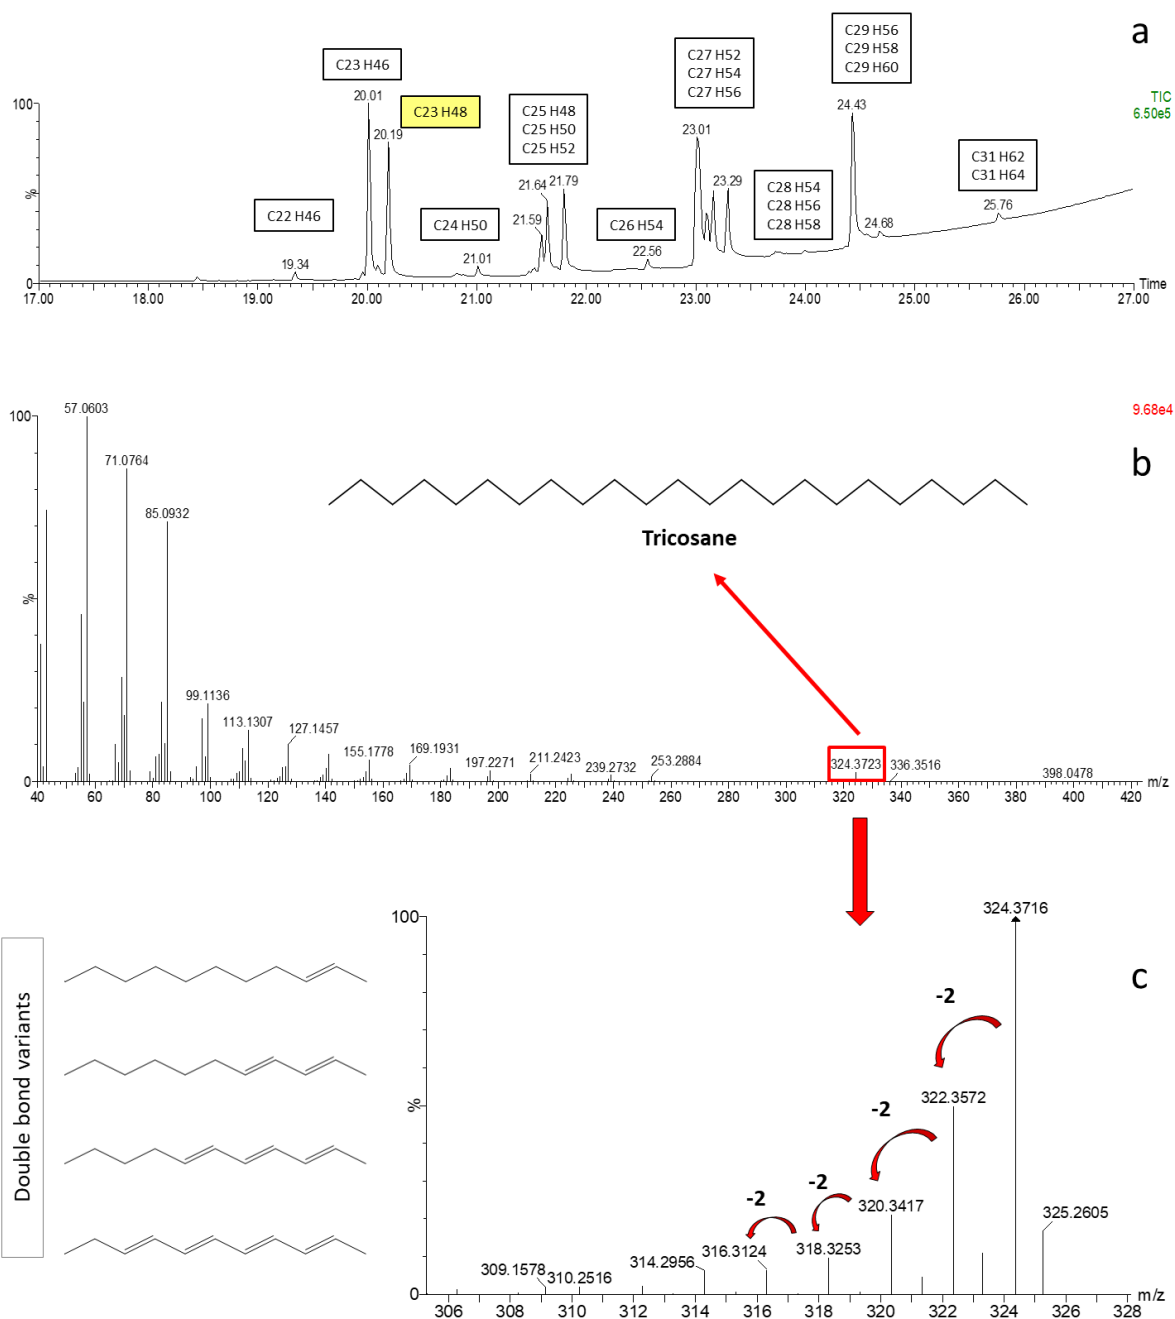 a
C29 H56
C29 H58
C29 H60
C23 H46
C27 H52
C27 H54
C27 H56
TIC
6.50e5
100
20.01
C23 H48
C25 H48
C25 H50
C25 H52
24.43
20.19
23.01
C31 H62
C31 H64
%
21.64
21.79
23.29
C28 H54
C28 H56
C28 H58
C22 H46
C24 H50
21.59
C26 H54
25.76
24.68
19.34
21.01
22.56
0
17.00 18.00 19.00 20.00 21.00 22.00 23.00 24.00 25.00 26.00 27.00
Time
9.68e4
b
100
57.0603
71.0764
85.0932
Tricosane
%
99.1136
113.1307
127.1457
155.1778
169.1931
197.2271
211.2423
239.2732
253.2884
324.3723
336.3516
398.0478
0
40 60 80 100 120 140 160 180 200 220 240 260 280 300 320 340 360 380 400 420
m/z
Double bond variants
c
100
324.3716
-2
322.3572
%
-2
320.3417
-2
318.3253
-2
316.3124
314.2956
325.2605
309.1578
310.2516
0
306 308 310 312 314 316 318 320 322 324 326 328
m/z